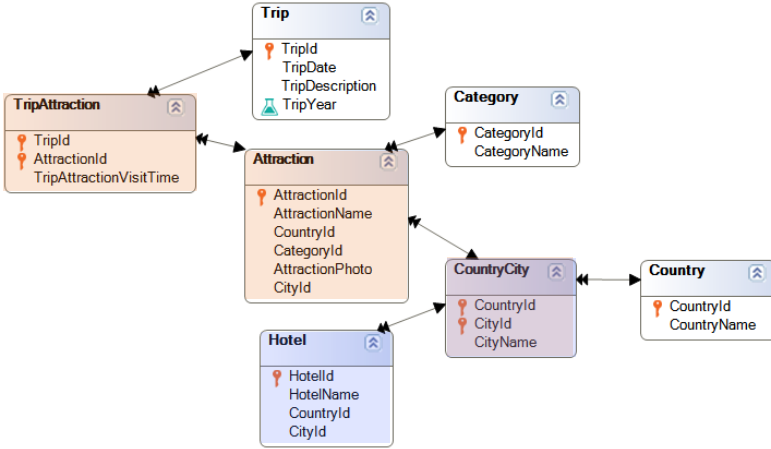 Trip
TripId
TripDate
TripDescription
TripYear
TripAttraction
TripId
AttractionId
TripAttractionVisitTime
Category
CategoryId
CategoryName
Attraction
AttractionId
AttractionName
CountryId
CategoryId
AttractionPhoto
CityId
CountryCity
CountryId
CityId
CityName
Country
CountryId
CountryName
Hotel
HotelId
HotelName
CountryId
CityId